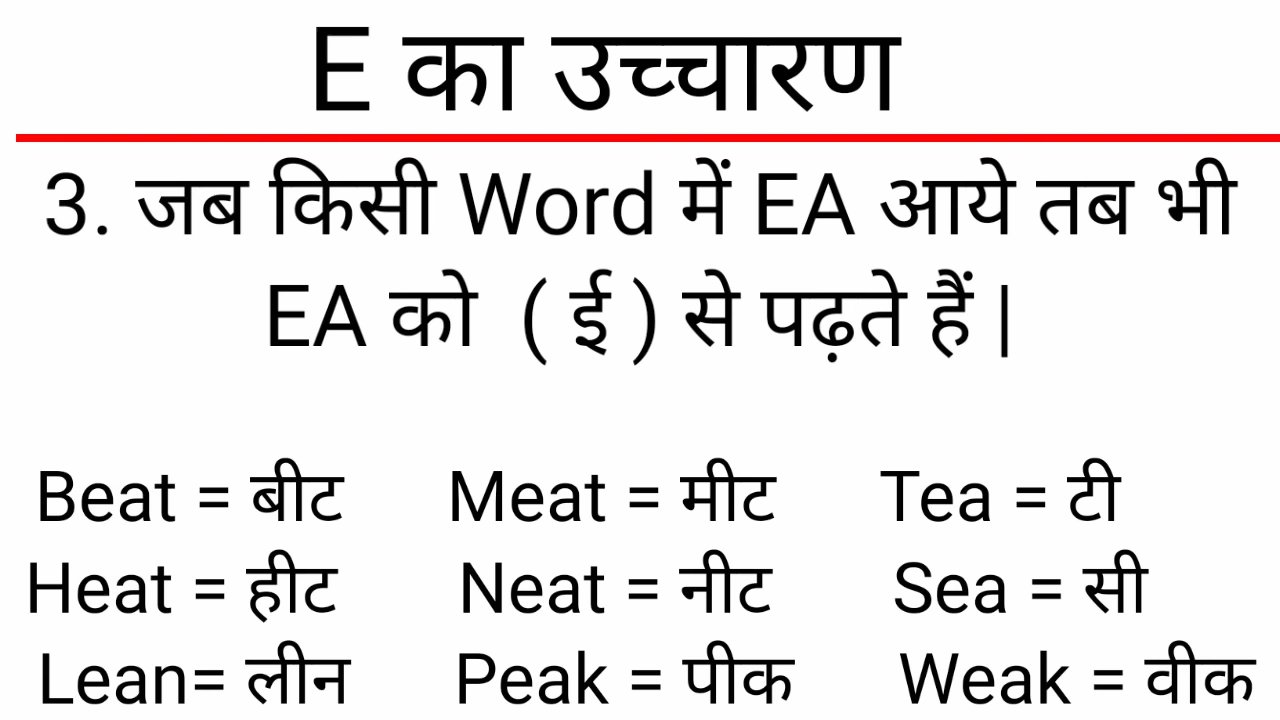 E का उच्चारण
3. जब किसी Word में EA आये तब भी
EA को ( ई ) से पढ़ते हैं |
Beat = बीट Meat = मीट Tea = टी
Heat = हीट Neat = नीट Sea = सी
Lean= लीन Peak = पीक Weak = वीक